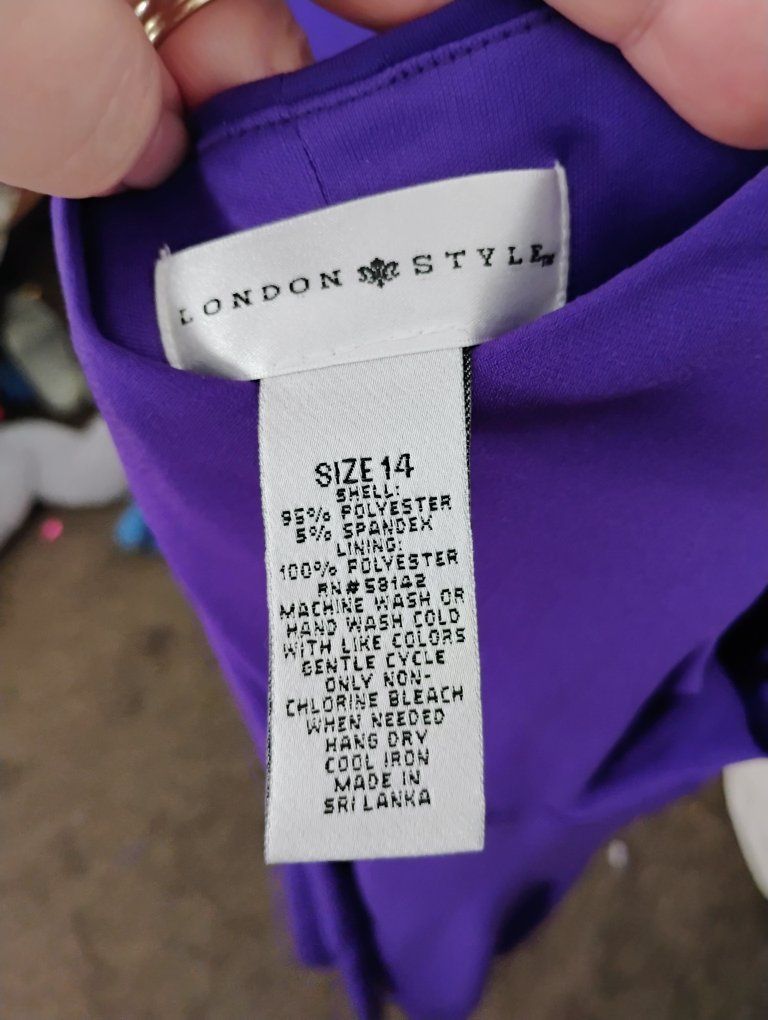 LONDON STYLE™
SIZE 14
SHELL:
95% POLYESTER
5% SPANDEX
LINING:
100% POLYESTER
RN#58142
MACHINE WASH OR
HAND WASH COLD
WITH LIKE COLORS
GENTLE CYCLE
ONLY NON-
CHLORINE BLEACH
WHEN NEEDED
HANG DRY
COOL IRON
MADE IN
SRI LANKA